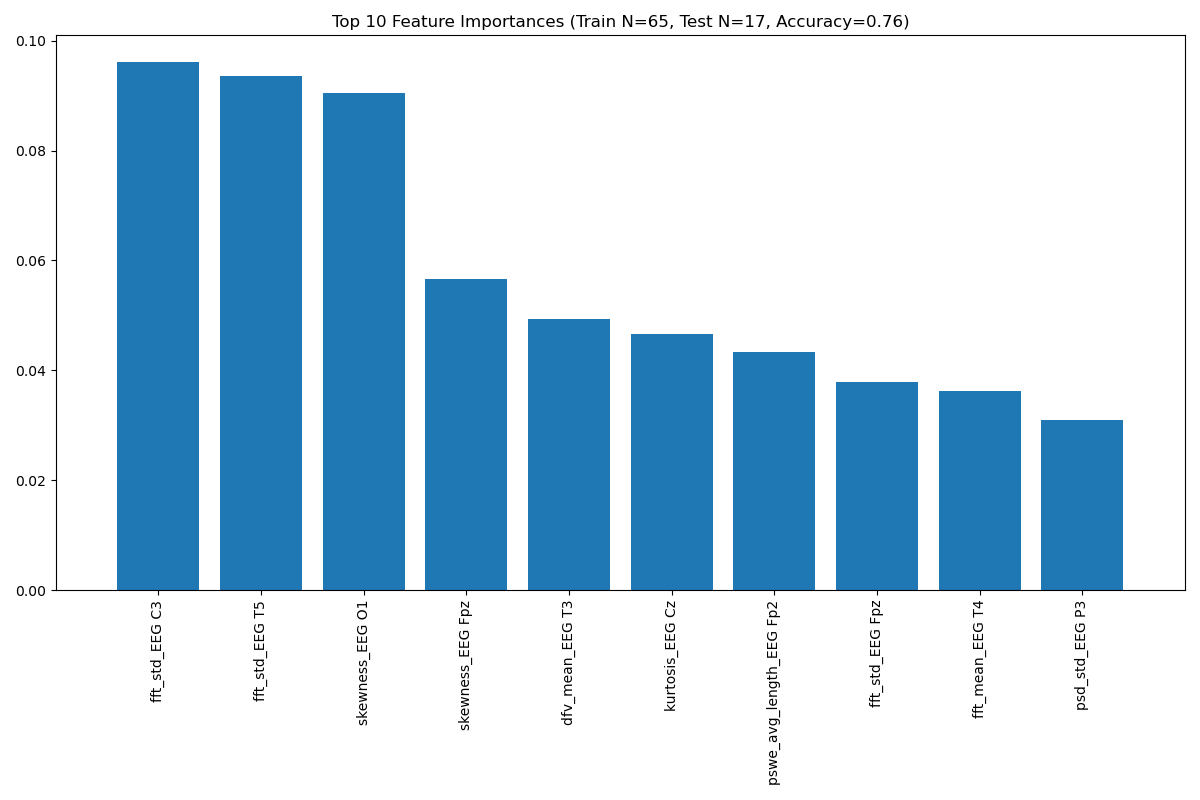 Top 10 Feature Importances (Train N=65, Test N=17, Accuracy=0.76)
0.10
0.08
0.06
0.04
0.02
0.00
fft_std_EEG C3
fft_std_EEG T5
skewness_EEG O1
skewness_EEG Fpz
dfv_mean_EEG T3
kurtosis_EEG Cz
pswe_avg_length_EEG Fp2
fft_std_EEG Fpz
fft_mean_EEG T4
psd_std_EEG P3